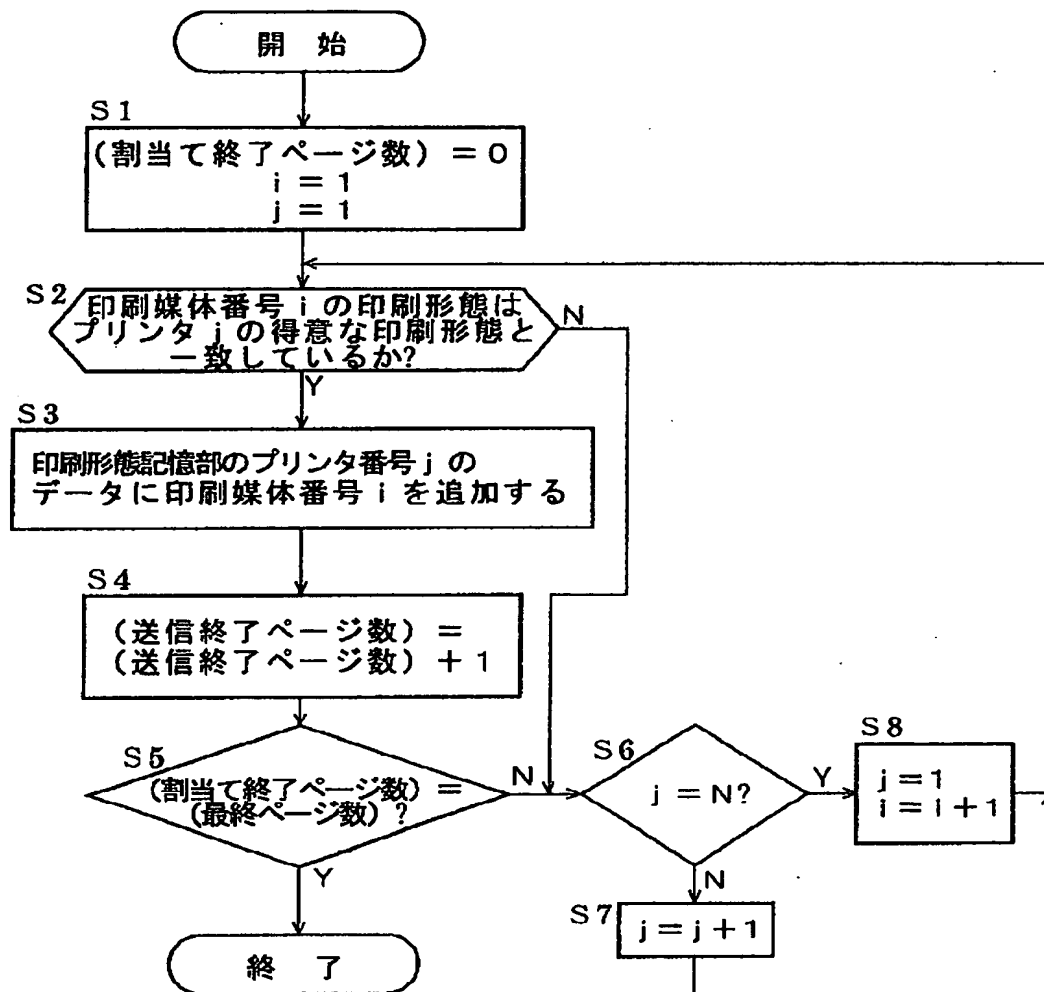 開 始
S1
(割当て終了ページ数) = 0
i = 1
j = 1
S2
印刷媒体番号 i の印刷形態は
プリンタ j の得意な印刷形態と
一致しているか?
N
Y
S3
印刷形態記憶部のプリンタ番号 j の
データに印刷媒体番号 i を追加する
S4
(送信終了ページ数) =
(送信終了ページ数) + 1
S5
(割当て終了ページ数) =
(最終ページ数) ?
N
Y
S6
j = N?
Y
N
S8
j = 1
i = i + 1
S7
j = j + 1
終 了